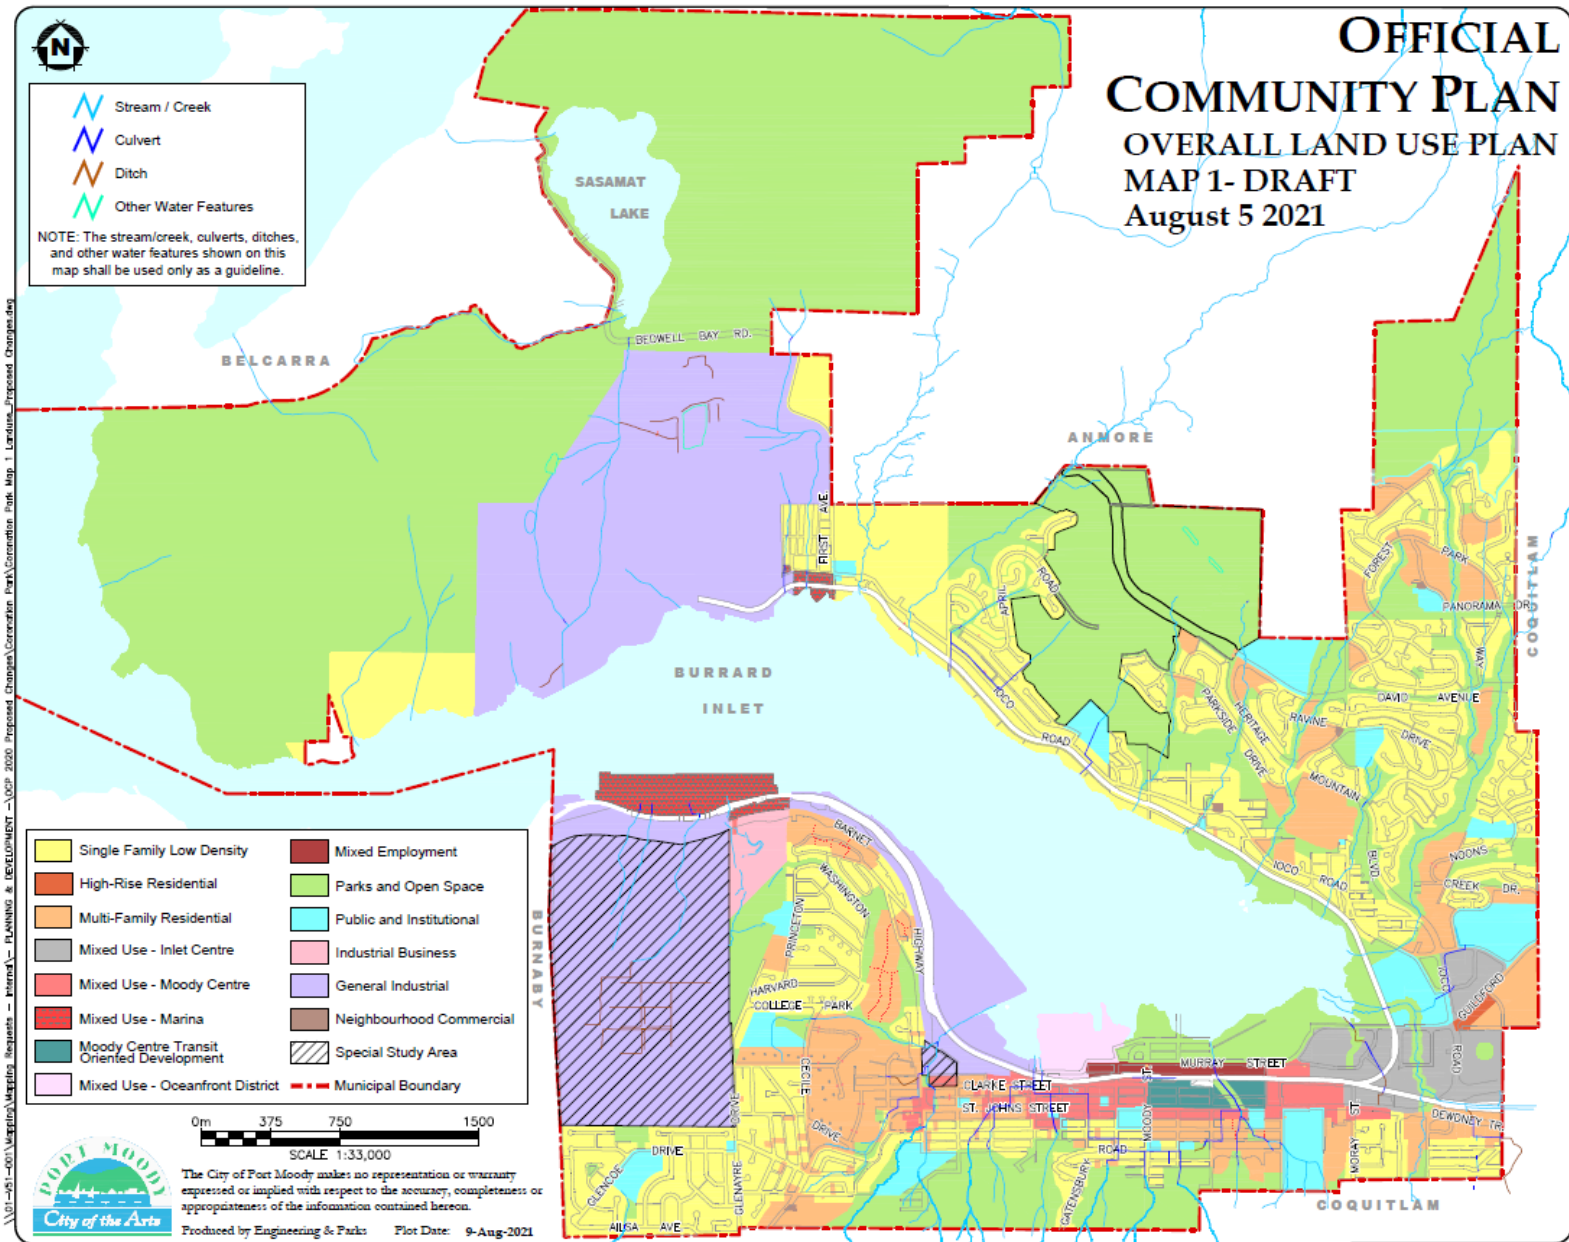 OFFICIAL
COMMUNITY PLAN
OVERALL LAND USE PLAN
MAP 1- DRAFT
August 5 2021
N
Stream / Creek
Culvert
Ditch
Other Water Features
NOTE: The stream/creek, culverts, ditches,
and other water features shown on this
map shall be used only as a guideline.
SASAMAT
LAKE
BEDWELL BAY RD.
BELCARRA
ANMORE
FIRST AVE.
APRIL
ROAD
FOREST
PARK
WAY
PANORAMA DR.
COQUITLAM
BURRARD
INLET
IOCO
ROAD
PARKSIDE
DRIVE
HERITAGE
MOUNTAIN
BLVD
RAVINE
DRIVE
DAVID AVENUE
IOCO ROAD
NOONS
CREEK DR.
IOCO
ROAD
GUILDFORD
BARNET
HIGHWAY
WASHINGTON
PRINCETON
HARVARD
COLLEGE PARK
CECILE
DRIVE
BURNABY
MURRAY STREET
CLARKE STREET
ST. JOHNS STREET
MOODY ST.
MORAY ST.
DEWDNEY TR.
ROAD
GATENSBURY
GLENCOE
DRIVE
GLENAYRE
DRIVE
AILSA AVE
COQUITLAM
Single Family Low Density
High-Rise Residential
Multi-Family Residential
Mixed Use - Inlet Centre
Mixed Use - Moody Centre
Mixed Use - Marina
Moody Centre Transit
Oriented Development
Mixed Use - Oceanfront District
Mixed Employment
Parks and Open Space
Public and Institutional
Industrial Business
General Industrial
Neighbourhood Commercial
Special Study Area
Municipal Boundary
0m 375 750 1500
SCALE 1:33,000
PORT MOODY
City of the Arts
The City of Port Moody makes no representation or warranty
expressed or implied with respect to the accuracy, completeness or
appropriateness of the information contained hereon.
Produced by Engineering & Parks Plot Date: 9-Aug-2021